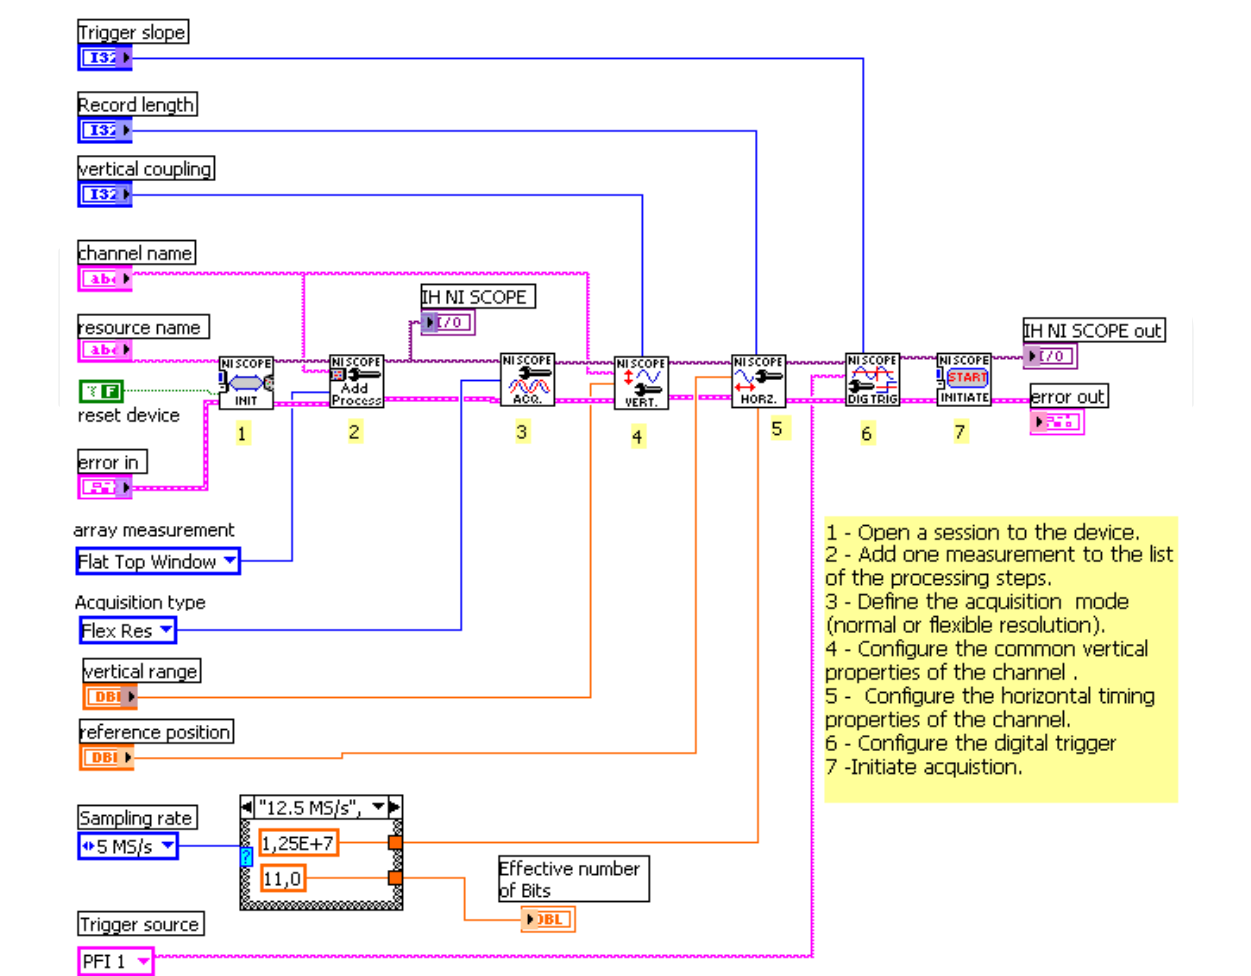 Trigger slope
I32
Record length
I32
vertical coupling
I32
channel name
abc
IH NI SCOPE
I/O
resource name
abc
IH NI SCOPE out
I/O
NI SCOPE
INIT
NI SCOPE
Add
Process
NI SCOPE
ACQ.
NI SCOPE
VERT.
NI SCOPE
HORZ.
NI SCOPE
DIG TRIG
NI SCOPE
START
INITIATE
F
reset device
error out
1
2
3
4
5
6
7
error in
array measurement
Flat Top Window
Acquisition type
Flex Res
vertical range
DBL
reference position
DBL
1 - Open a session to the device.
2 - Add one measurement to the list
of the processing steps.
3 - Define the acquisition mode
(normal or flexible resolution).
4 - Configure the common vertical
properties of the channel .
5 - Configure the horizontal timing
properties of the channel.
6 - Configure the digital trigger
7 -Initiate acquistion.
Sampling rate
5 MS/s
"12.5 MS/s",
1,25E+7
11,0
?
Effective number
of Bits
DBL
Trigger source
PFI 1